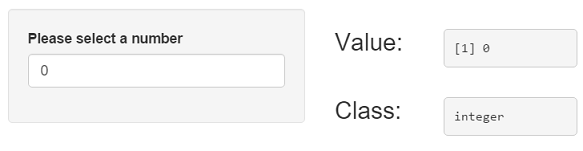 Please select a number
0
Value:
[1] 0
Class:
integer